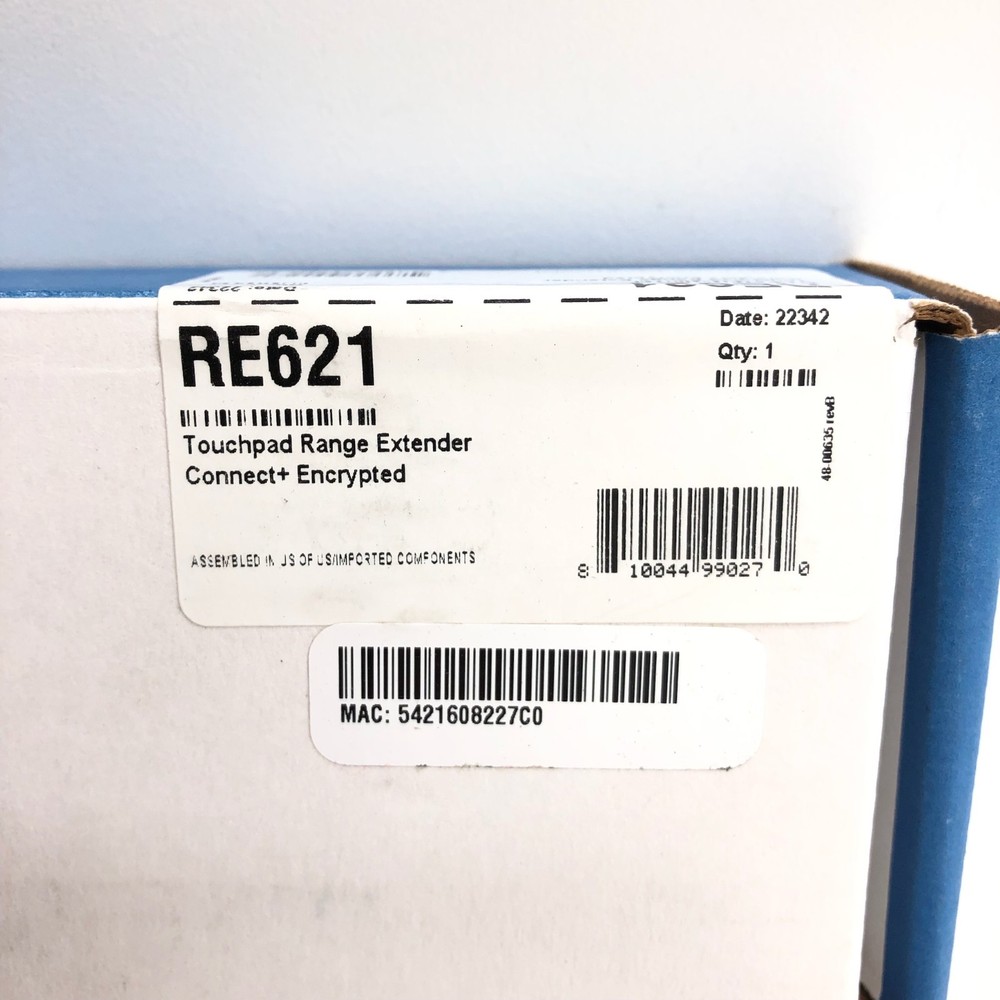 RE621
Date: 22342
Qty: 1
Touchpad Range Extender
Connect+ Encrypted
48-00635 revB
ASSEMBLED IN US OF US/IMPORTED COMPONENTS
8 10044 99027 0
MAC: 5421608227C0